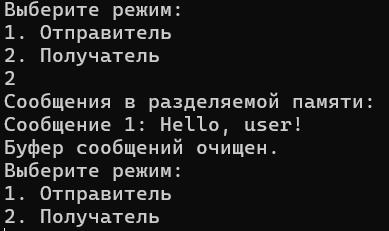 Выберите режим:
1. Отправитель
2. Получатель
2
Сообщения в разделяемой памяти:
Сообщение 1: Hello, user!
Буфер сообщений очищен.
Выберите режим:
1. Отправитель
2. Получатель